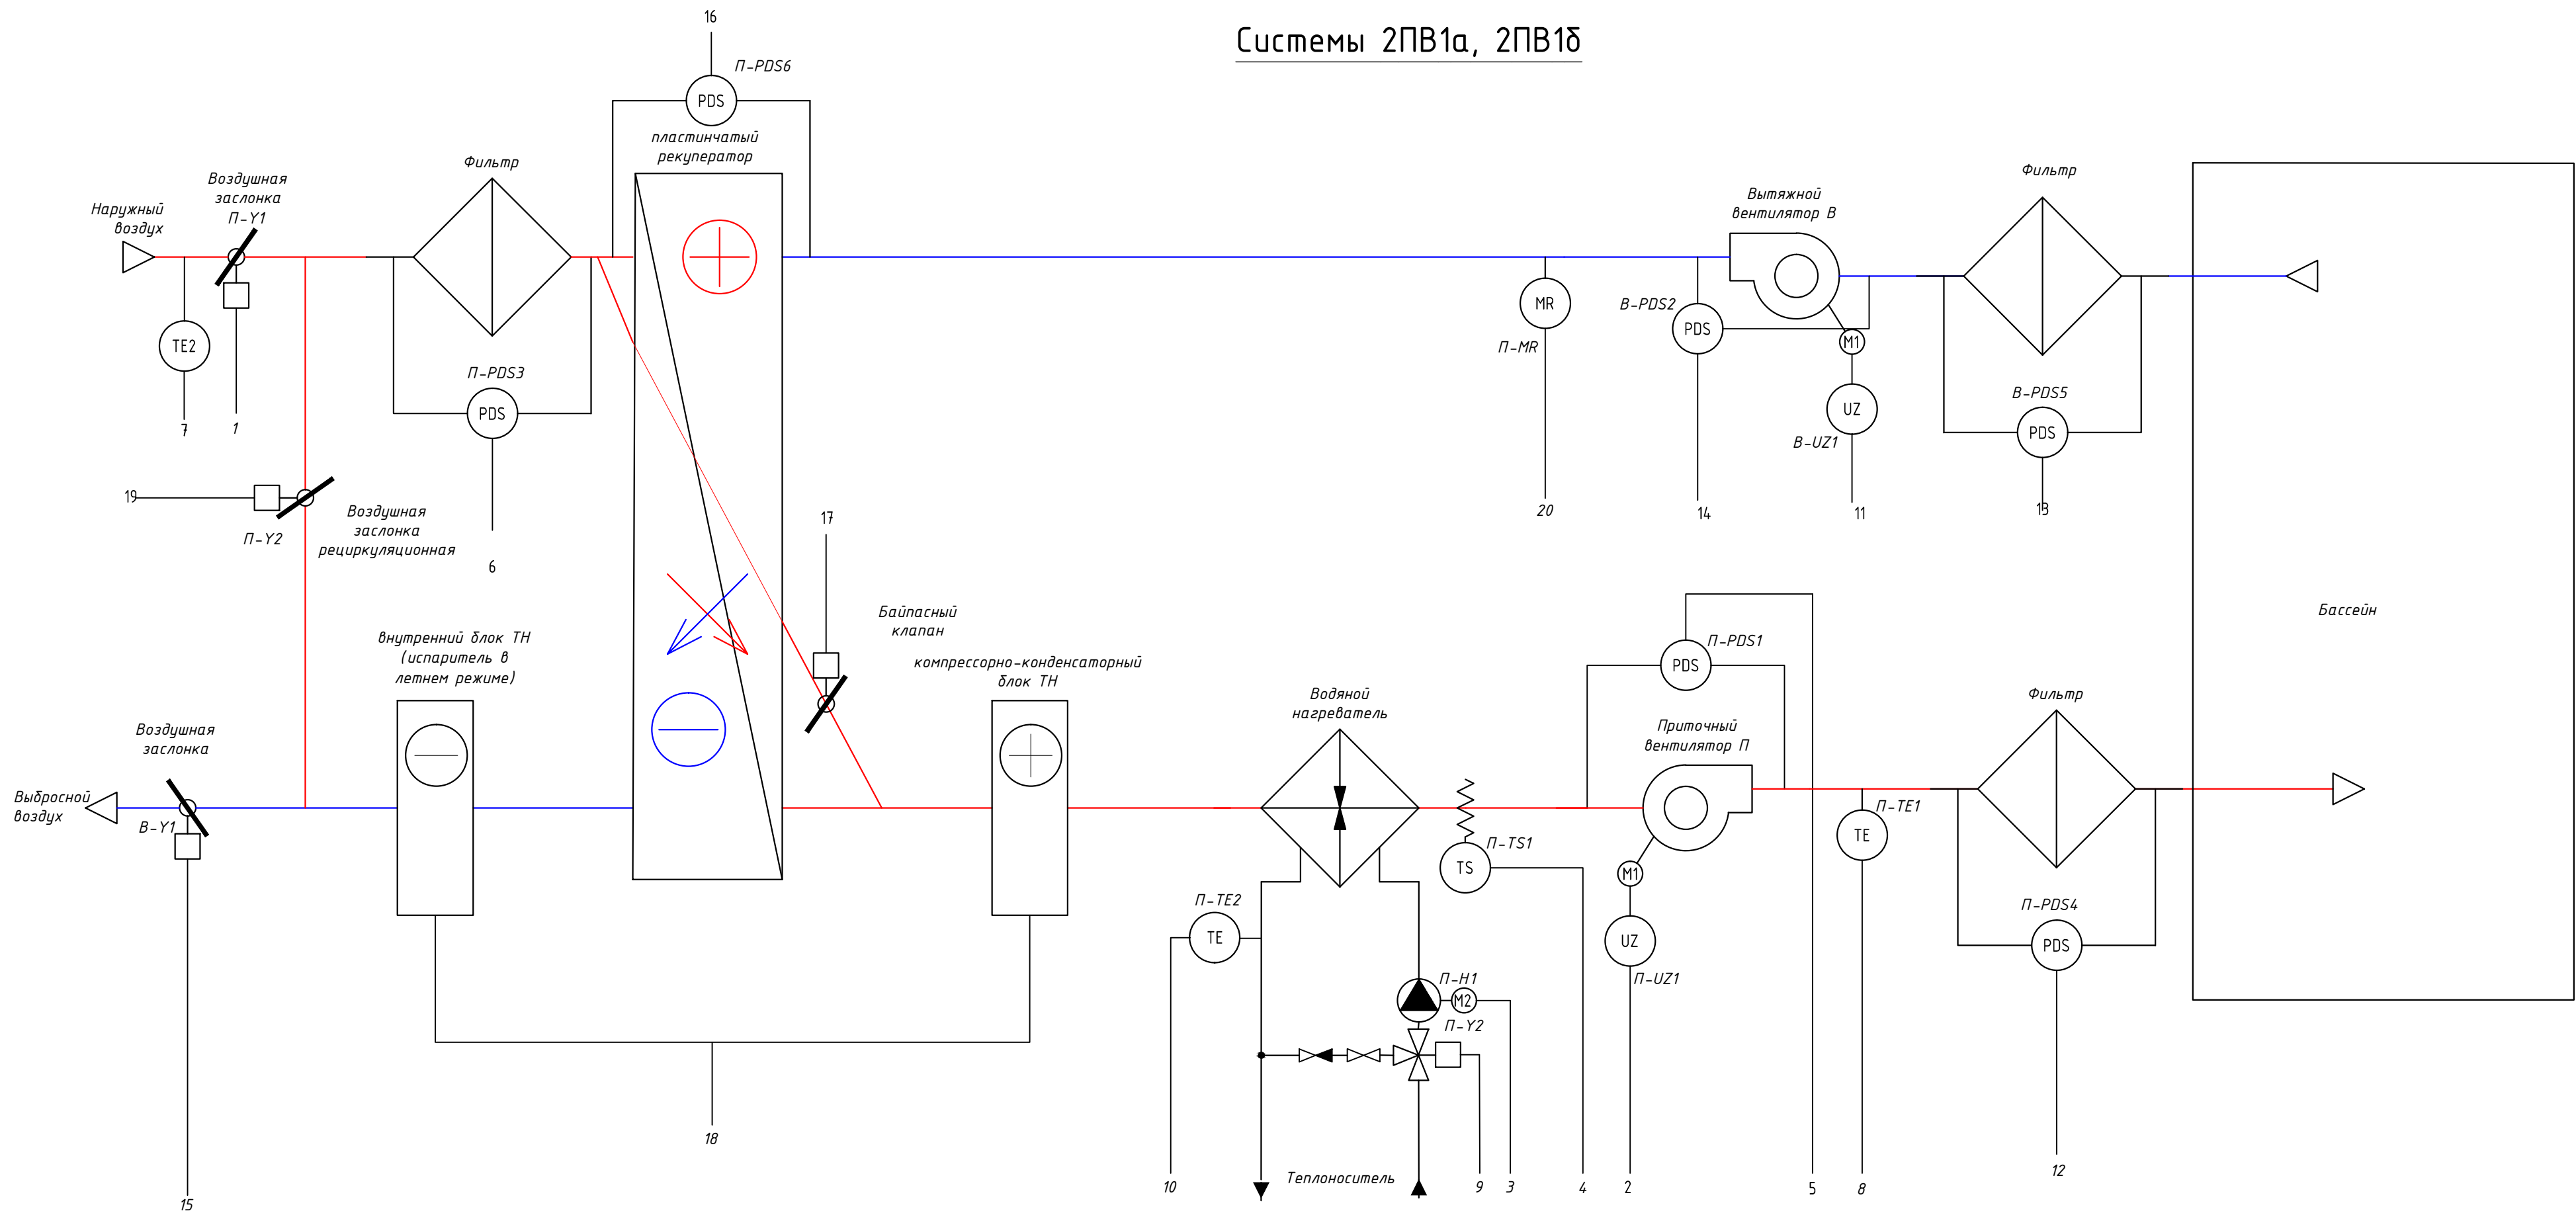 Системы 2ПВ1а, 2ПВ1б
16
П-PDS6
PDS
пластинчатый
рекуператор
Фильтр
Воздушная
заслонка
П-Y1
Наружный
воздух
TE2
7
1
П-PDS3
PDS
6
19
П-Y2
Воздушная
заслонка
рециркуляционная
17
Байпасный
клапан
Вытяжной
вентилятор В
Фильтр
MR
П-MR
20
В-PDS2
PDS
14
M1
UZ
В-UZ1
11
В-PDS5
PDS
13
Бассейн
внутренний блок ТН
(испаритель в
летнем режиме)
компрессорно-конденсаторный
блок ТН
Воздушная
заслонка
Выбросной
воздух
В-Y1
15
18
Водяной
нагреватель
П-TS1
TS
П-TE2
TE
10
П-H1
M2
П-Y2
Теплоноситель
9
3
4
П-PDS1
PDS
Приточный
вентилятор П
M1
UZ
П-UZ1
2
5
П-TE1
TE
8
Фильтр
П-PDS4
PDS
12